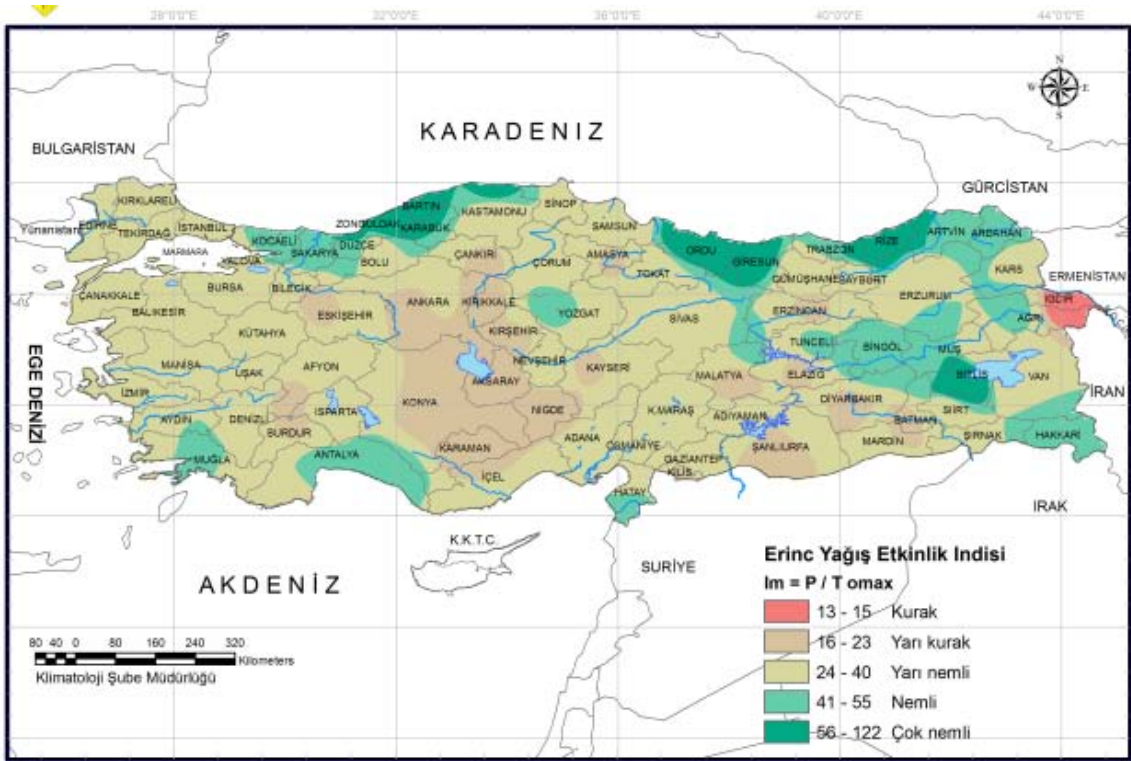 28°0'0"E 32°0'0"E 36°0'0"E 40°0'0"E 44°0'0"E
N
W E
S
KARADENIZ
BULGARİSTAN
GÜRCİSTAN
Yünanistan
ERMENİSTAN
İRAN
IRAK
SURİYE
K.K.T.C.
AKDENİZ
EGE DENİZİ
MARMARA
KIRKLARELİ
EDİRNE
TEKİRDAĞ
İSTANBUL
KOCAELİ
YALOVA
SAKARYA
DÜZCE
BOLU
ZONGULDAK
BARTIN
KARABÜK
KASTAMONU
SİNOP
SAMSUN
ÇANKIRI
ÇORUM
AMASYA
TOKAT
ORDU
GİRESUN
TRABZON
RİZE
ARTVİN
ARDAHAN
GÜMÜŞHANE
BAYBURT
KARS
IĞDIR
AĞRI
ERZURUM
ERZİNCAN
ÇANAKKALE
BALIKESİR
BURSA
BİLECİK
ESKİŞEHİR
KÜTAHYA
ANKARA
KIRIKKALE
KIRŞEHİR
YOZGAT
SİVAS
TUNCELİ
BİNGÖL
MUŞ
BİTLİS
VAN
MANİSA
UŞAK
AFYON
İZMİR
AYDIN
DENİZLİ
ISPARTA
BURDUR
MUĞLA
ANTALYA
KONYA
AKSARAY
NEVŞEHİR
KAYSERİ
NİĞDE
KARAMAN
İÇEL
ADANA
OSMANİYE
HATAY
K.MARAŞ
MALATYA
ELAZIĞ
ADIYAMAN
GAZİANTEP
KİLİS
ŞANLIURFA
DİYARBAKIR
MARDİN
BATMAN
SİİRT
ŞIRNAK
HAKKARİ
80 40 0 80 160 240 320
Kilometers
Klimatoloji Şube Müdürlüğü
Erinc Yağış Etkinlik Indisi
Im = P / T omax
13 - 15 Kurak
16 - 23 Yarı kurak
24 - 40 Yarı nemli
41 - 55 Nemli
56 - 122 Çok nemli